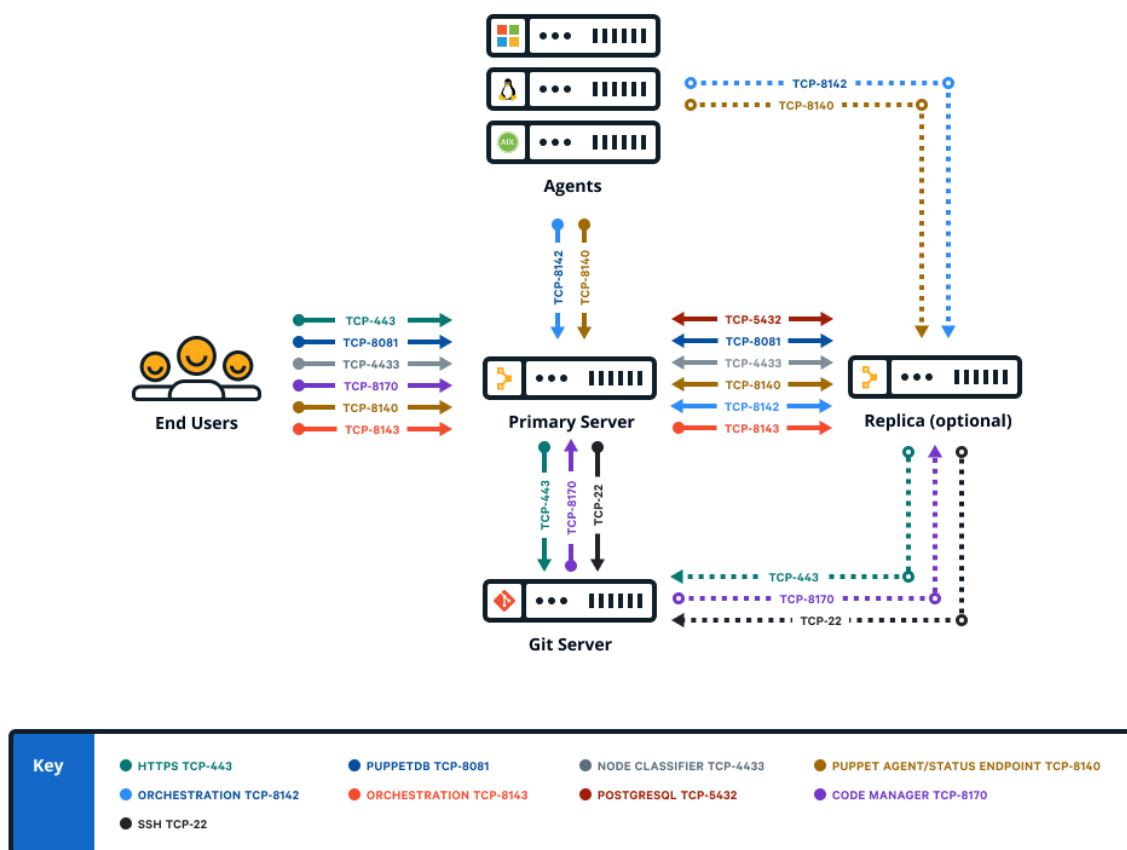 AIX
Agents
TCP-8142
TCP-8140
TCP-8142
TCP-8140
TCP-443
TCP-8081
TCP-4433
TCP-8170
TCP-8140
TCP-8143
End Users
TCP-5432
TCP-8081
TCP-4433
TCP-8140
TCP-8142
TCP-8143
Primary Server
Replica (optional)
TCP-443
TCP-8170
TCP-22
TCP-443
TCP-8170
TCP-22
Git Server
Key
HTTPS TCP-443
PUPPETDB TCP-8081
NODE CLASSIFIER TCP-4433
PUPPET AGENT/STATUS ENDPOINT TCP-8140
ORCHESTRATION TCP-8142
ORCHESTRATION TCP-8143
POSTGRESQL TCP-5432
CODE MANAGER TCP-8170
SSH TCP-22